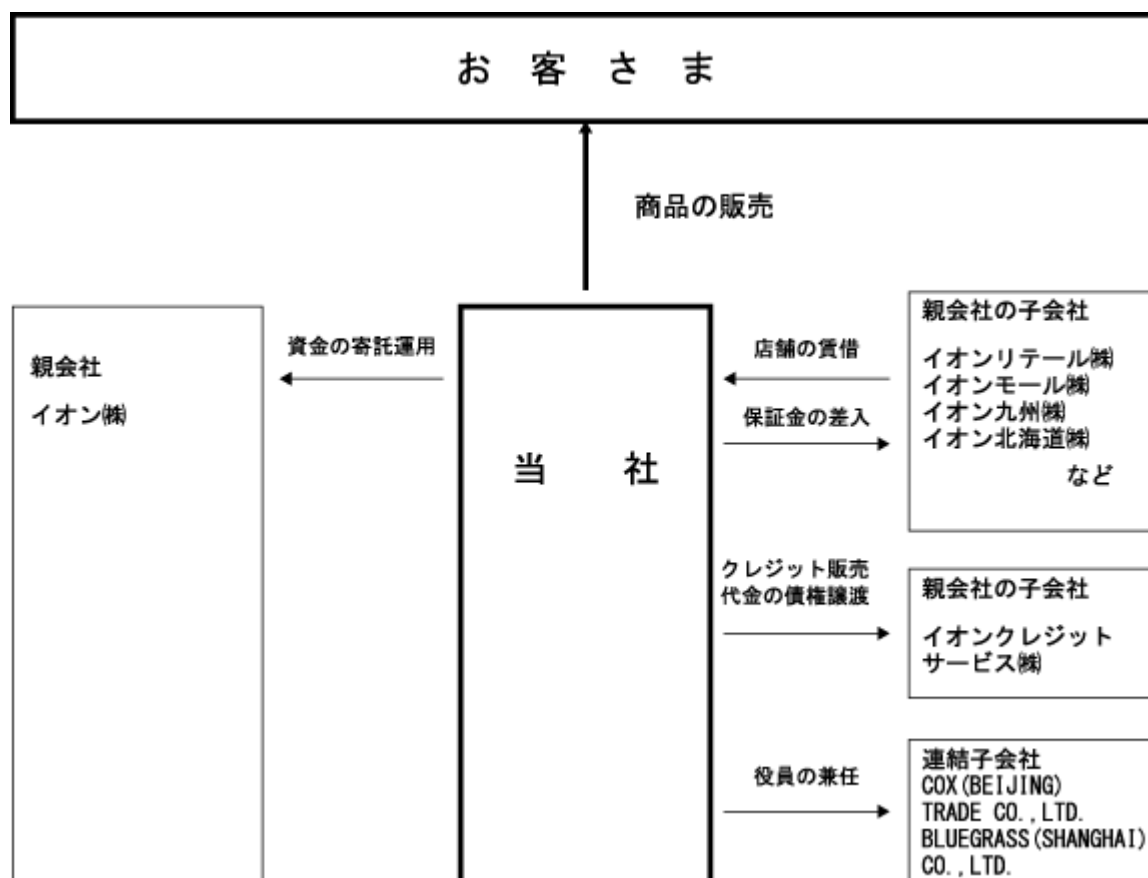 お 客 さ ま
商品の販売
親会社
イオン㈱
資金の寄託運用
当 社
店舗の賃借
保証金の差入
親会社の子会社
イオンリテール㈱
イオンモール㈱
イオン九州㈱
イオン北海道㈱
など
クレジット販売
代金の債権譲渡
親会社の子会社
イオンクレジット
サービス㈱
役員の兼任
連結子会社
COX(BEIJING)
TRADE CO.,LTD.
BLUEGRASS(SHANGHAI)
CO.,LTD.